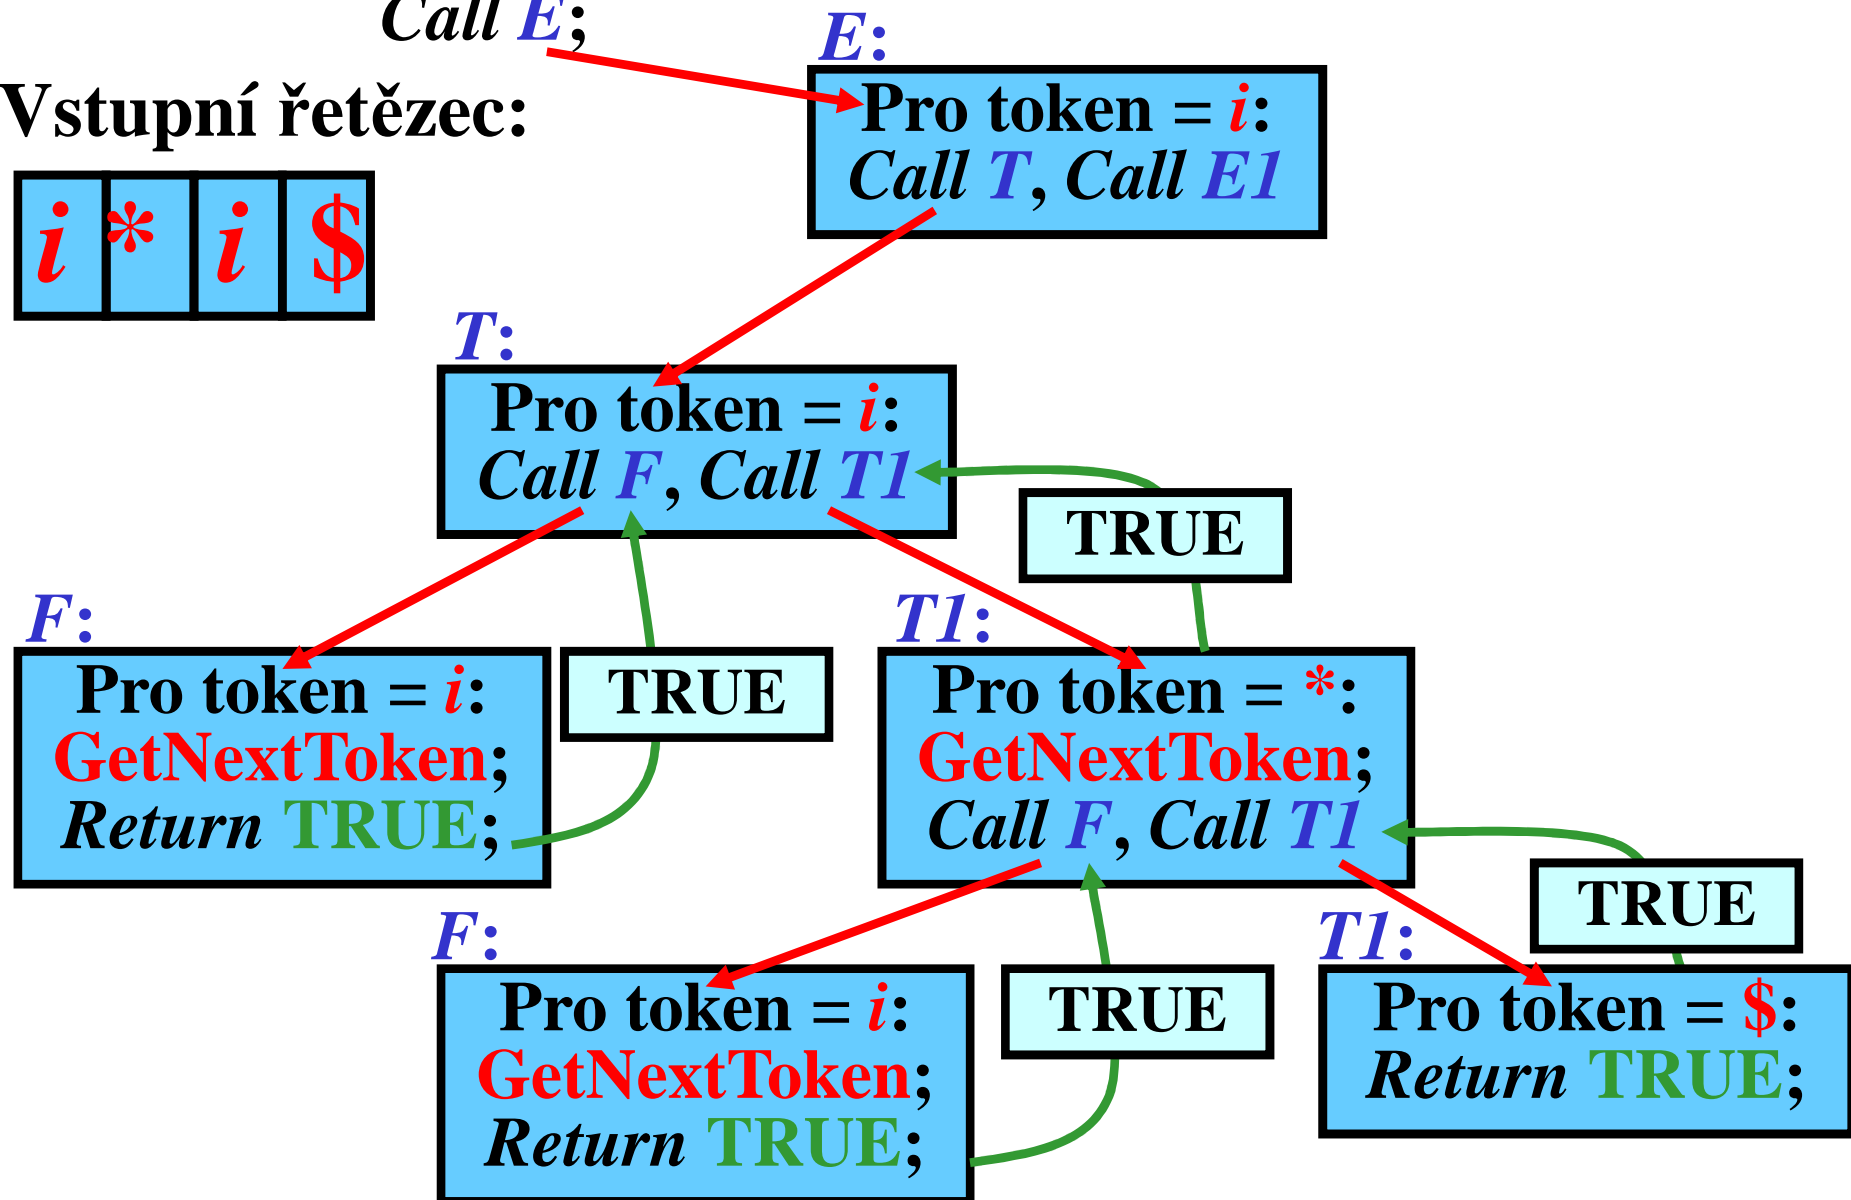 Call E;
E:
Vstupní řetězec:
Pro token = i:
Call T, Call E1
i * i $
T:
Pro token = i:
Call F, Call T1
TRUE
F:
Pro token = i:
GetNextToken;
Return TRUE;
TRUE
T1:
Pro token = *:
GetNextToken;
Call F, Call T1
TRUE
F:
Pro token = i:
GetNextToken;
Return TRUE;
TRUE
T1:
Pro token = $:
Return TRUE;